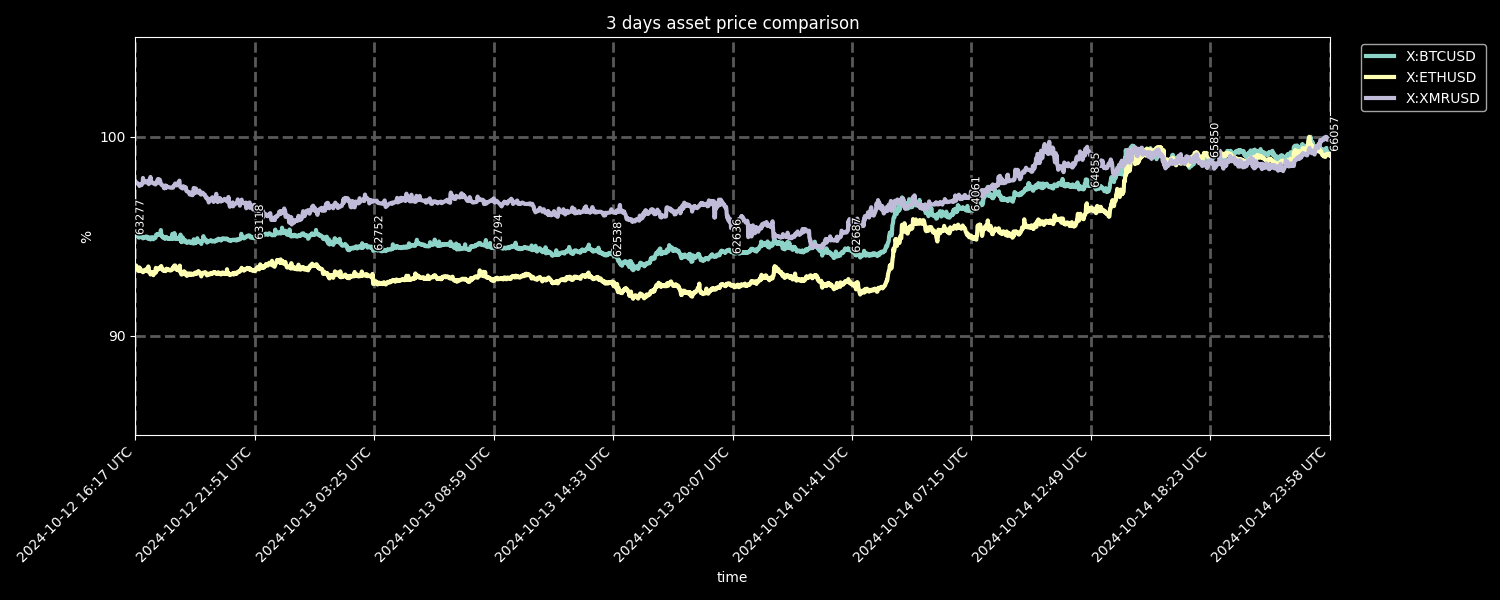 3 days asset price comparison
X:BTCUSD
X:ETHUSD
X:XMRUSD
100
90
%
63277
63118
62752
62794
62538
62636
62687
64061
64855
65850
66057
2024-10-12 16:17 UTC
2024-10-12 21:51 UTC
2024-10-13 03:25 UTC
2024-10-13 08:59 UTC
2024-10-13 14:33 UTC
2024-10-13 20:07 UTC
2024-10-14 01:41 UTC
2024-10-14 07:15 UTC
2024-10-14 12:49 UTC
2024-10-14 18:23 UTC
2024-10-14 23:58 UTC
time